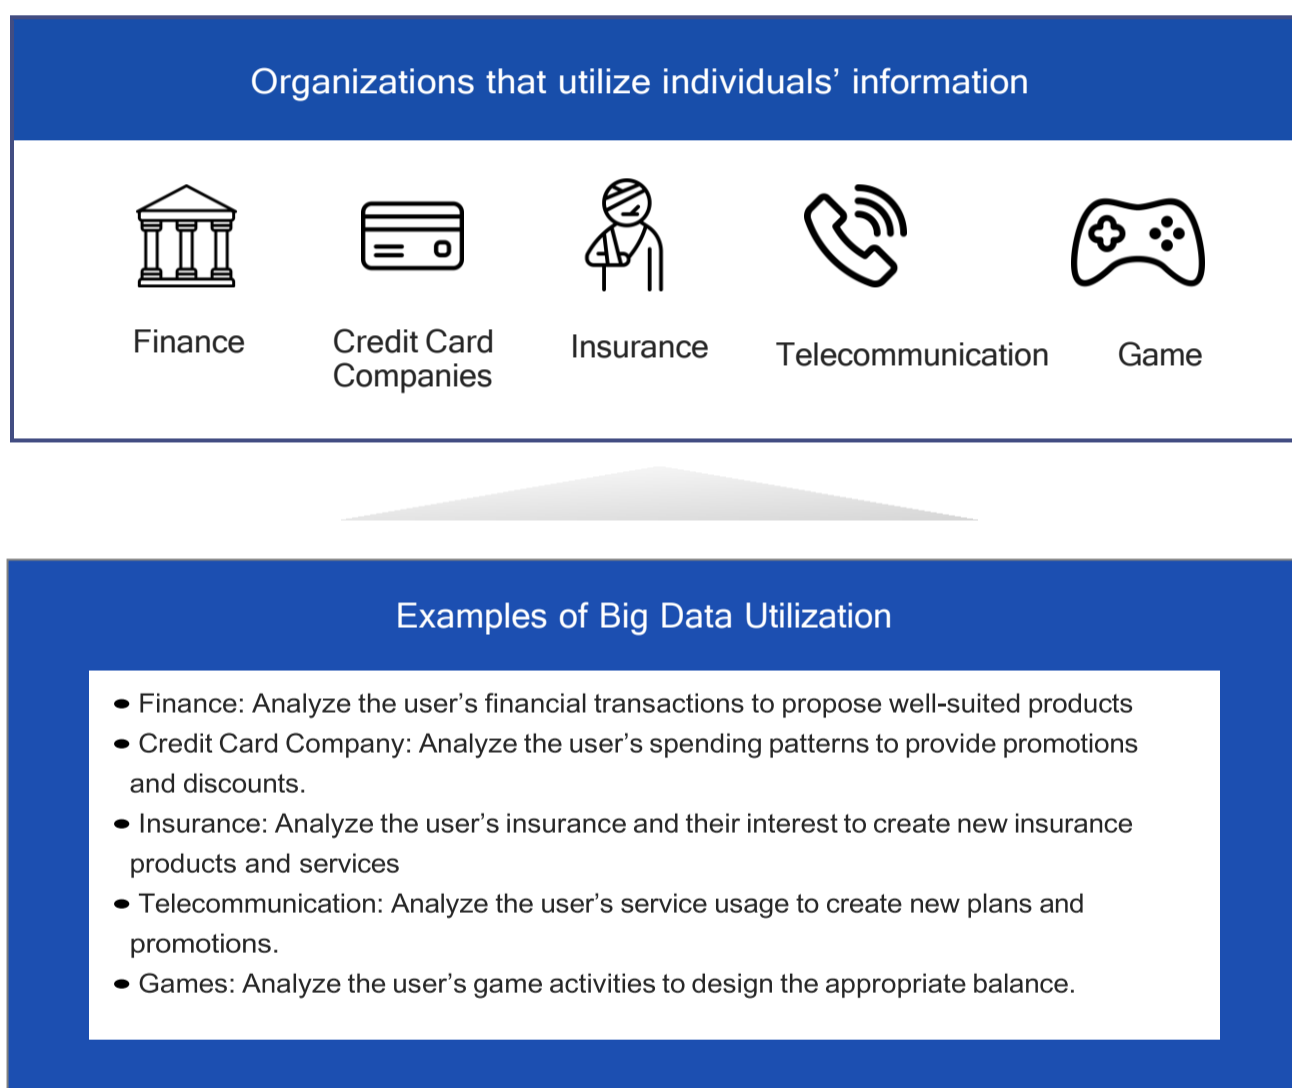 Organizations that utilize individuals’ information
Finance
Credit Card
Companies
Insurance
Telecommunication
Game
Examples of Big Data Utilization
• Finance: Analyze the user’s financial transactions to propose well-suited products
• Credit Card Company: Analyze the user’s spending patterns to provide promotions
and discounts.
• Insurance: Analyze the user’s insurance and their interest to create new insurance
products and services
• Telecommunication: Analyze the user’s service usage to create new plans and
promotions.
• Games: Analyze the user’s game activities to design the appropriate balance.